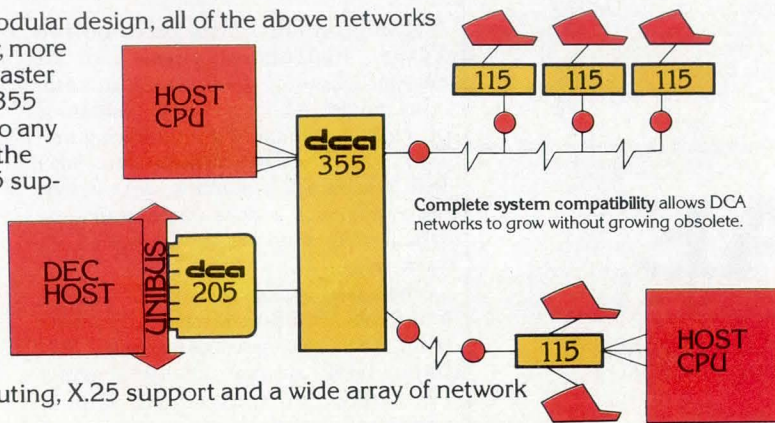 odular design, all of the above networks
more
aster
355
o any
the
sup-
HOST
CPU
dca
355
115
115
115
Complete system compatibility allows DCA
networks to grow without growing obsolete.
DEC
HOST
UNIBUS
dca
205
115
HOST
CPU
uting, X.25 support and a wide array of network